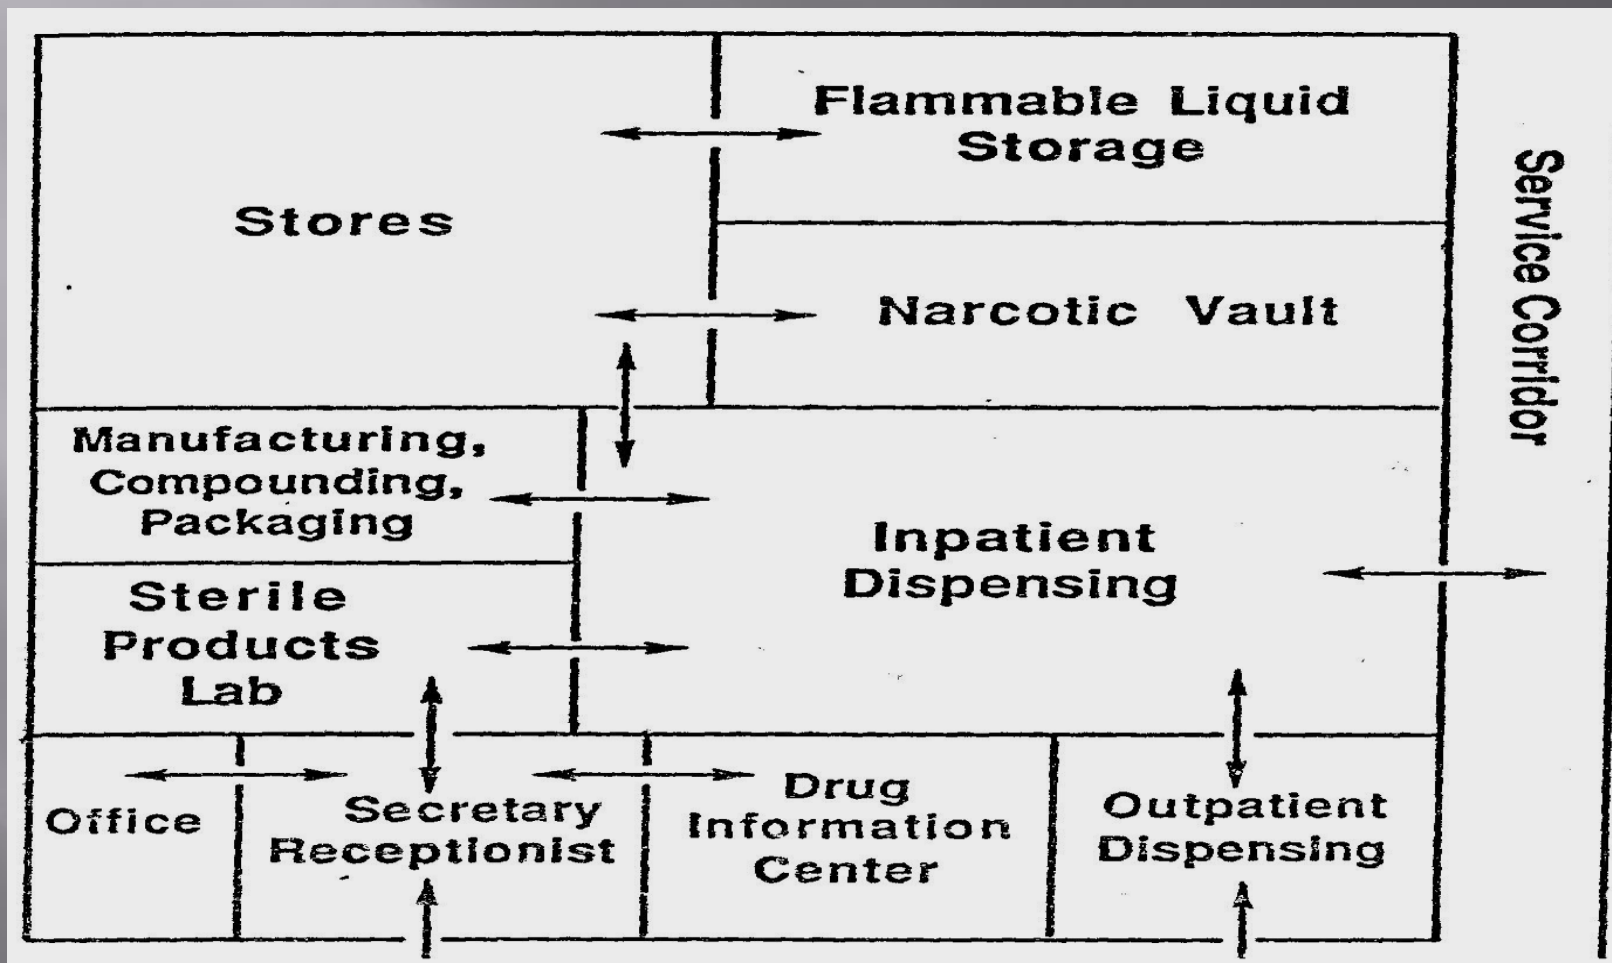 Flammable Liquid
Storage
Stores
Narcotic Vault
Service Corridor
Manufacturing,
Compounding,
Packaging
Inpatient
Dispensing
Sterile
Products
Lab
Office
Secretary
Receptionist
Drug
Information
Center
Outpatient
Dispensing